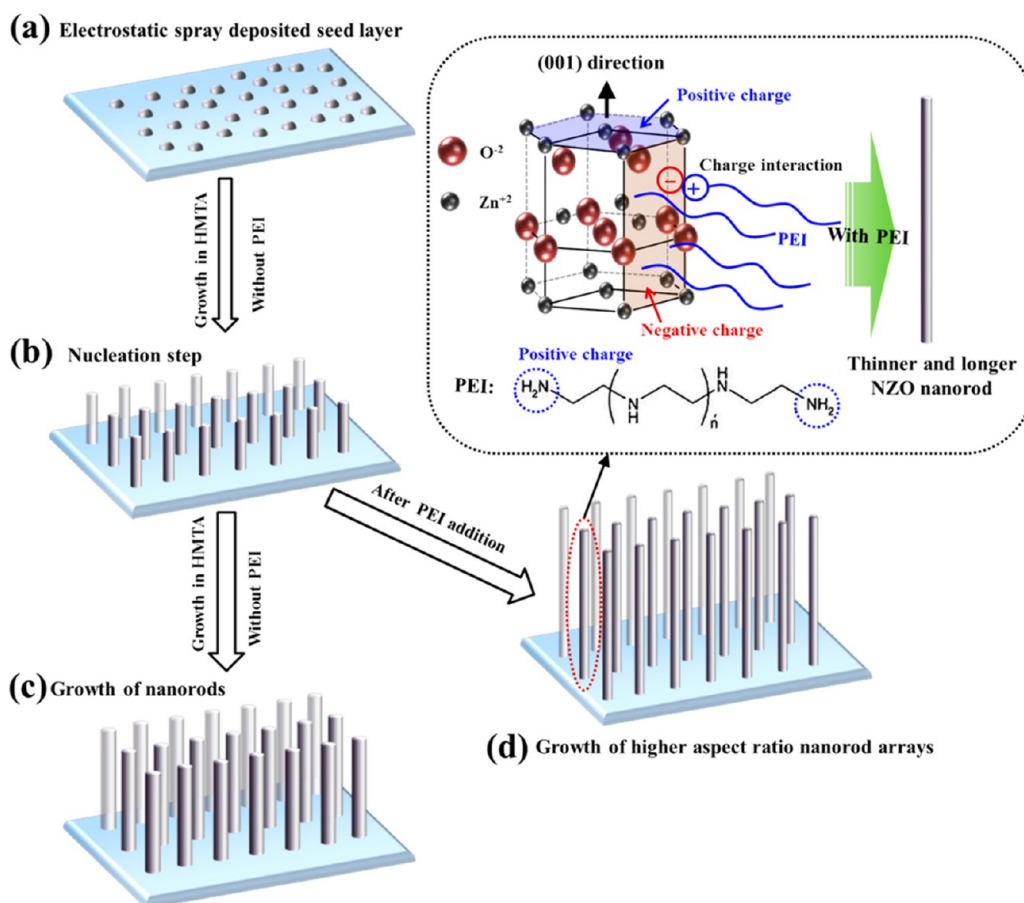 (a) Electrostatic spray deposited seed layer
Growth in HMTA
Without PEI
(b) Nucleation step
Growth in HMTA
Without PEI
(c) Growth of nanorods
After PEI addition
(d) Growth of higher aspect ratio nanorod arrays
(001) direction
Positive charge
O-2
Zn+2
Charge interaction
−
+
PEI
With PEI
Negative charge
Thinner and longer
NZO nanorod
Positive charge
PEI:
H2N
N
H
n
H
N
NH2